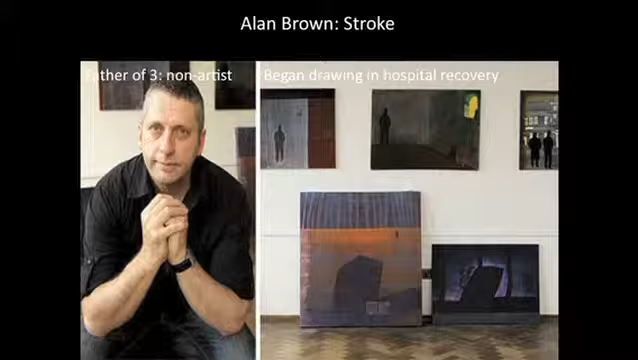 Alan Brown: Stroke
Father of 3: non-artist
Began drawing in hospital recovery